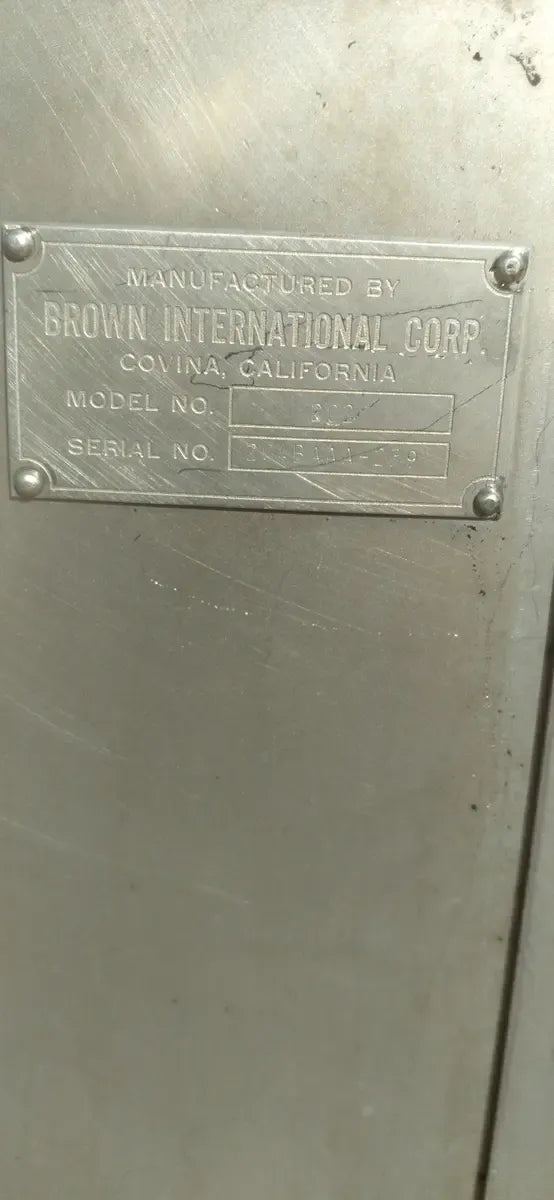 MANUFACTURED BY
BROWN INTERNATIONAL CORP.
COVINA, CALIFORNIA
MODEL NO.
SERIAL NO.